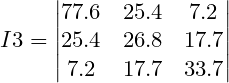 I3 = |77.6 25.4 7.2|
|25.4 26.8 17.7|
|7.2 17.7 33.7|